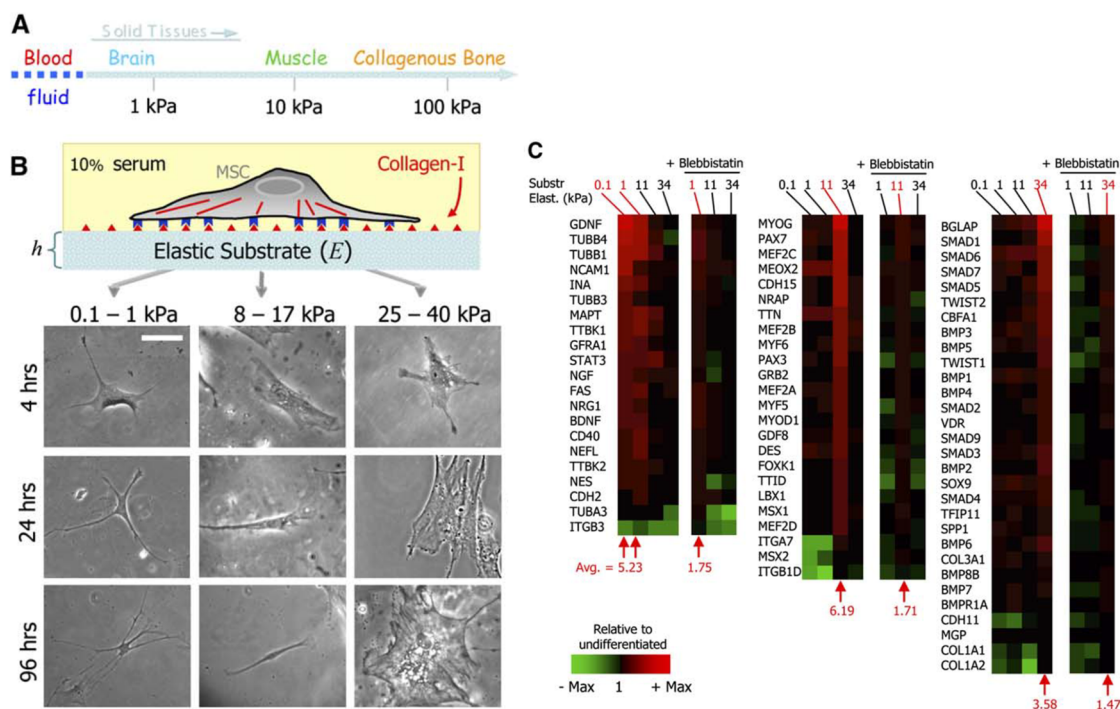 A
Solid Tissues
Blood Brain Muscle Collagenous Bone
fluid
1 kPa 10 kPa 100 kPa
B
10% serum
MSC
Collagen-I
h
Elastic Substrate (E)
0.1 – 1 kPa 8 – 17 kPa 25 – 40 kPa
4 hrs
24 hrs
96 hrs
C
+ Blebbistatin + Blebbistatin + Blebbistatin
Substr
Elast. (kPa)
0.1 1 11 34 1 11 34
0.1 1 11 34 1 11 34
0.1 1 11 34 1 11 34
GDNF
TUBB4
TUBB1
NCAM1
INA
TUBB3
MAPT
TTBK1
GFRA1
STAT3
NGF
FAS
NRG1
BDNF
CD40
NEFL
TTBK2
NES
CDH2
TUBA3
ITGB3
Avg. = 5.23 1.75
MYOG
PAX7
MEF2C
MEOX2
CDH15
NRAP
TTN
MEF2B
MYF6
PAX3
GRB2
MEF2A
MYF5
MYOD1
GDF8
DES
FOXK1
TTID
LBX1
MSX1
MEF2D
ITGA7
MSX2
ITGB1D
6.19 1.71
BGLAP
SMAD1
SMAD6
SMAD7
SMAD5
TWIST2
CBFA1
BMP3
BMP5
TWIST1
BMP1
BMP4
SMAD2
VDR
SMAD9
SMAD3
BMP2
SOX9
SMAD4
TFIP11
SPP1
BMP6
COL3A1
BMP8B
BMP7
BMPR1A
CDH11
MGP
COL1A1
COL1A2
3.58 1.47
Relative to
undifferentiated
- Max 1 + Max